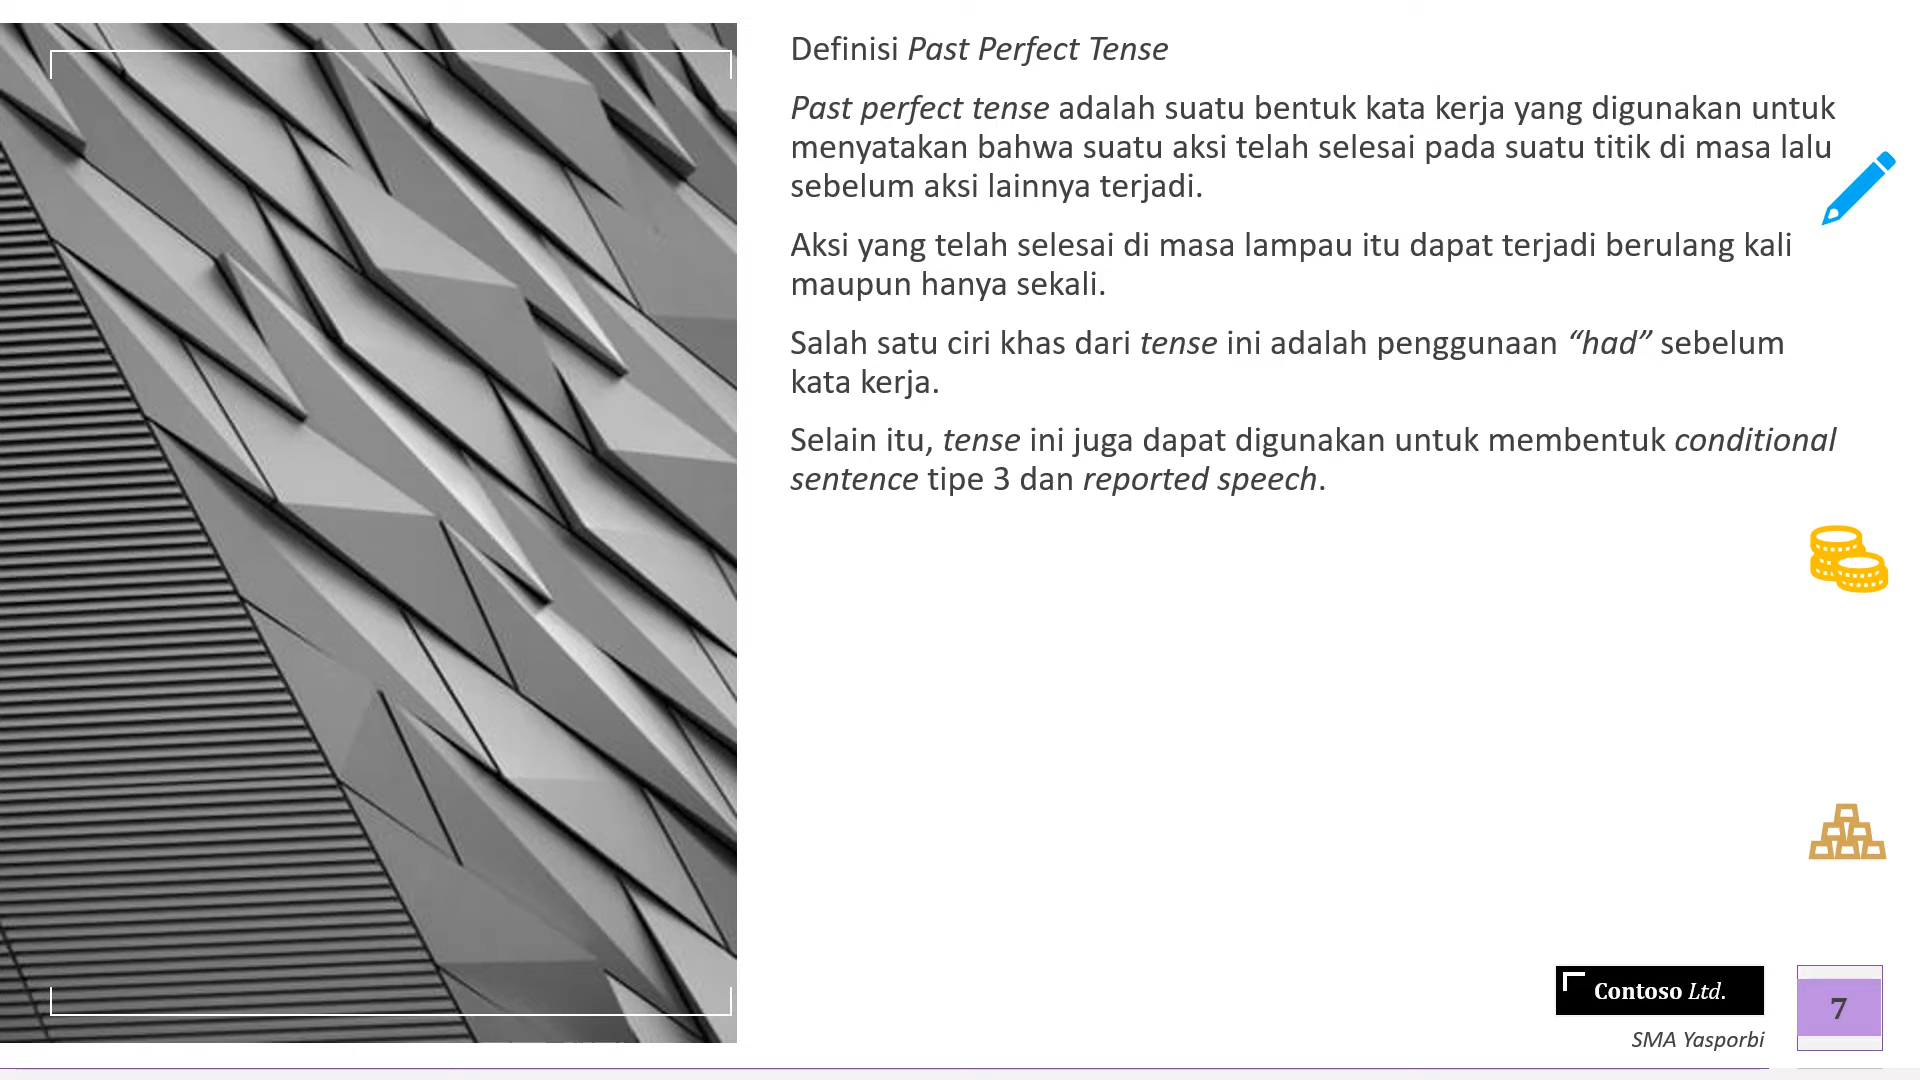 Definisi Past Perfect Tense
Past perfect tense adalah suatu bentuk kata kerja yang digunakan untuk
menyatakan bahwa suatu aksi telah selesai pada suatu titik di masa lalu
sebelum aksi lainnya terjadi.
Aksi yang telah selesai di masa lampau itu dapat terjadi berulang kali
maupun hanya sekali.
Salah satu ciri khas dari tense ini adalah penggunaan “had” sebelum
kata kerja.
Selain itu, tense ini juga dapat digunakan untuk membentuk conditional
sentence tipe 3 dan reported speech.
Contoso Ltd.
7
SMA Yasporbi